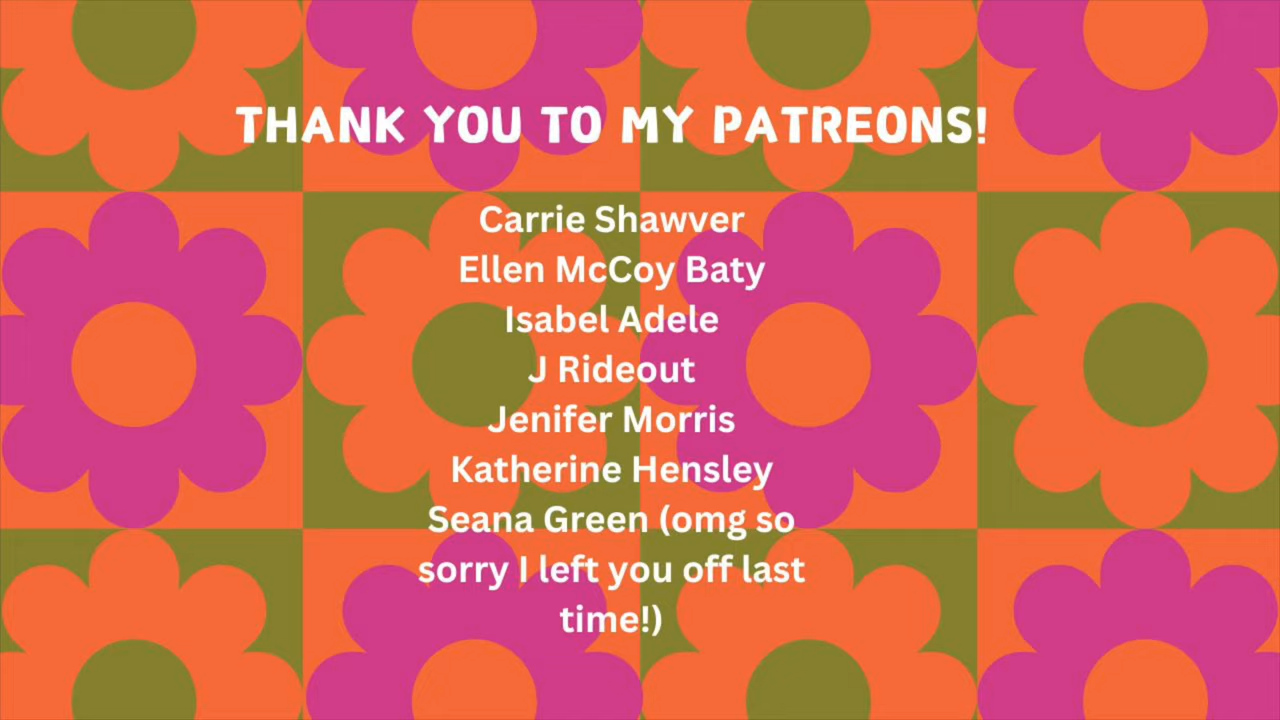 THANK YOU TO MY PATREONS!
Carrie Shawver
Ellen McCoy Baty
Isabel Adele
J Rideout
Jenifer Morris
Katherine Hensley
Seana Green (omg so
sorry I left you off last
time!)